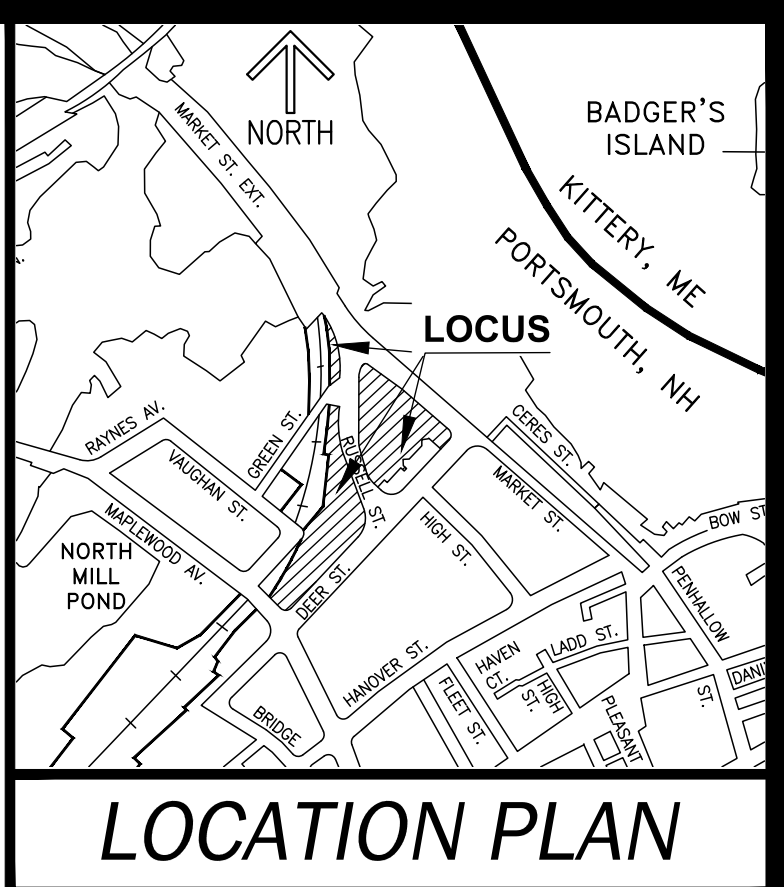 MARKET ST. EXT.
NORTH
BADGER'S
ISLAND
KITTERY, ME
PORTSMOUTH, NH
LOCUS
RAYNES AV.
VAUGHAN ST.
GREEN ST.
RUSSELL ST.
CERES ST.
MARKET ST.
BOW ST
MAPLEWOOD AV.
NORTH
MILL
POND
HIGH ST.
DEER ST.
PENHALLOW
ST.
HANOVER ST.
HAVEN
CT.
LADD ST.
HIGH
ST.
FLEET ST.
BRIDGE
PLEASANT
DANI
LOCATION PLAN